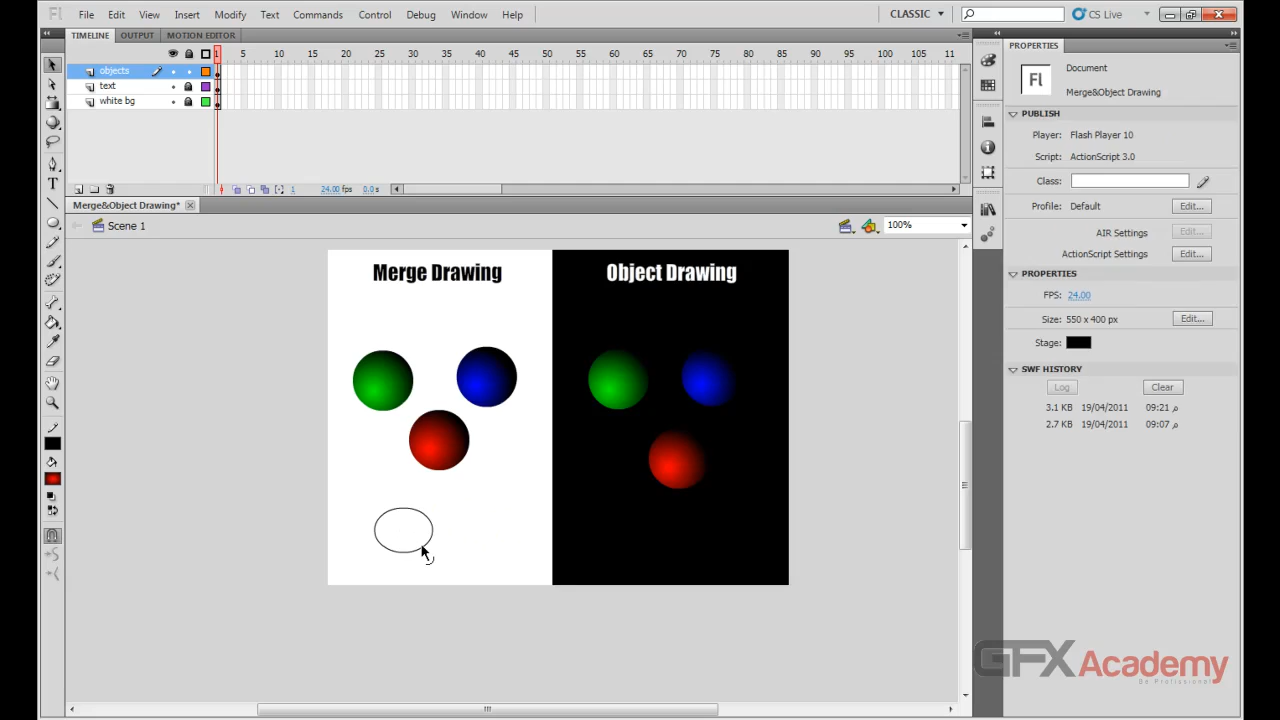 Fl File Edit View Insert Modify Text Commands Control Debug Window Help CLASSIC CS Live
TIMELINE OUTPUT MOTION EDITOR
1 5 10 15 20 25 30 35 40 45 50 55 60 65 70 75 80 85 90 95 100 105 11
objects
text
white bg
1 24.00 fps 0.0 s
Merge&Object Drawing*
Scene 1 100%
Merge Drawing
Object Drawing
PROPERTIES
Fl
Document
Merge&Object Drawing
PUBLISH
Player: Flash Player 10
Script: ActionScript 3.0
Class:
Profile: Default Edit...
AIR Settings Edit...
ActionScript Settings Edit...
PROPERTIES
FPS: 24.00
Size: 550 x 400 px Edit...
Stage:
SWF HISTORY
Log Clear
3.1 KB 19/04/2011 09:21 م
2.7 KB 19/04/2011 09:07 م
GFX Academy
Be Professional